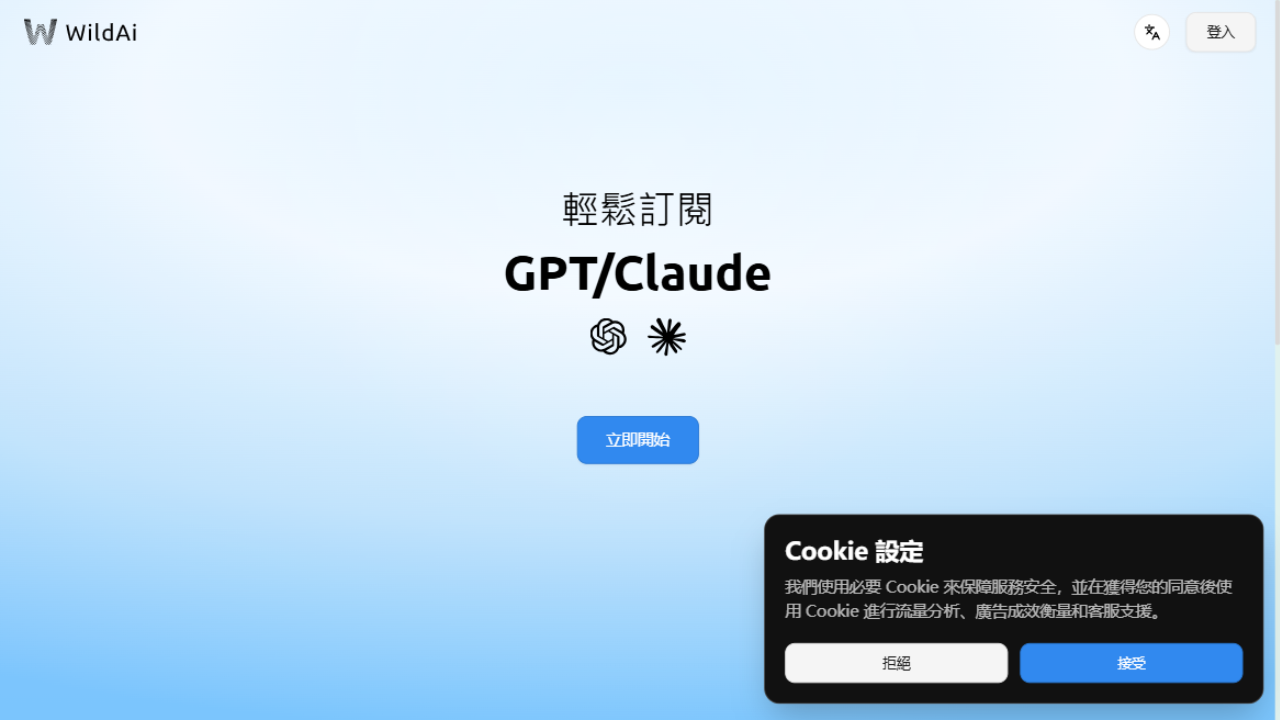 WildAi
登入
輕鬆訂閱
GPT/Claude
立即開始
Cookie 設定
我們使用必要 Cookie 來保障服務安全，並在獲得您的同意後使
用 Cookie 進行流量分析、廣告成效衡量和客服支援。
拒絕
接受